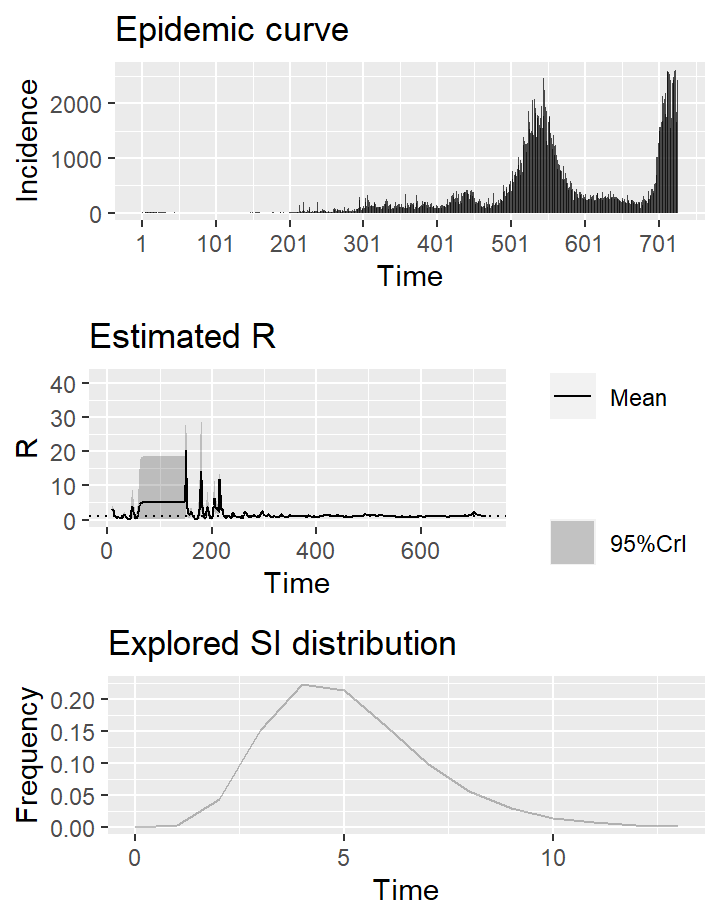 Epidemic curve
Incidence
2000
1000
0
1 101 201 301 401 501 601 701
Time
Estimated R
R
40
30
20
10
0
0 200 400 600
Time
Mean
95%CrI
Explored SI distribution
Frequency
0.20
0.15
0.10
0.05
0.00
0 5 10
Time